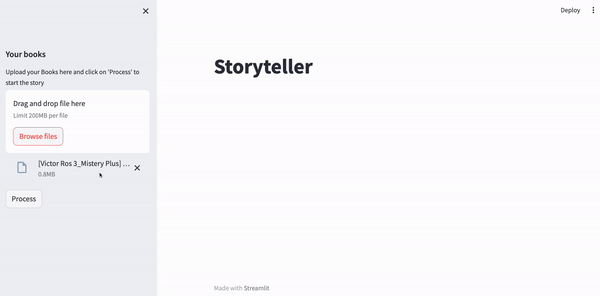 Deploy
Your books
Upload your Books here and click on 'Process' to
start the story
Drag and drop file here
Limit 200MB per file
Browse files
[Victor Ros 3_Mistery Plus] ...
0.8MB
Process
Storyteller
Made with Streamlit